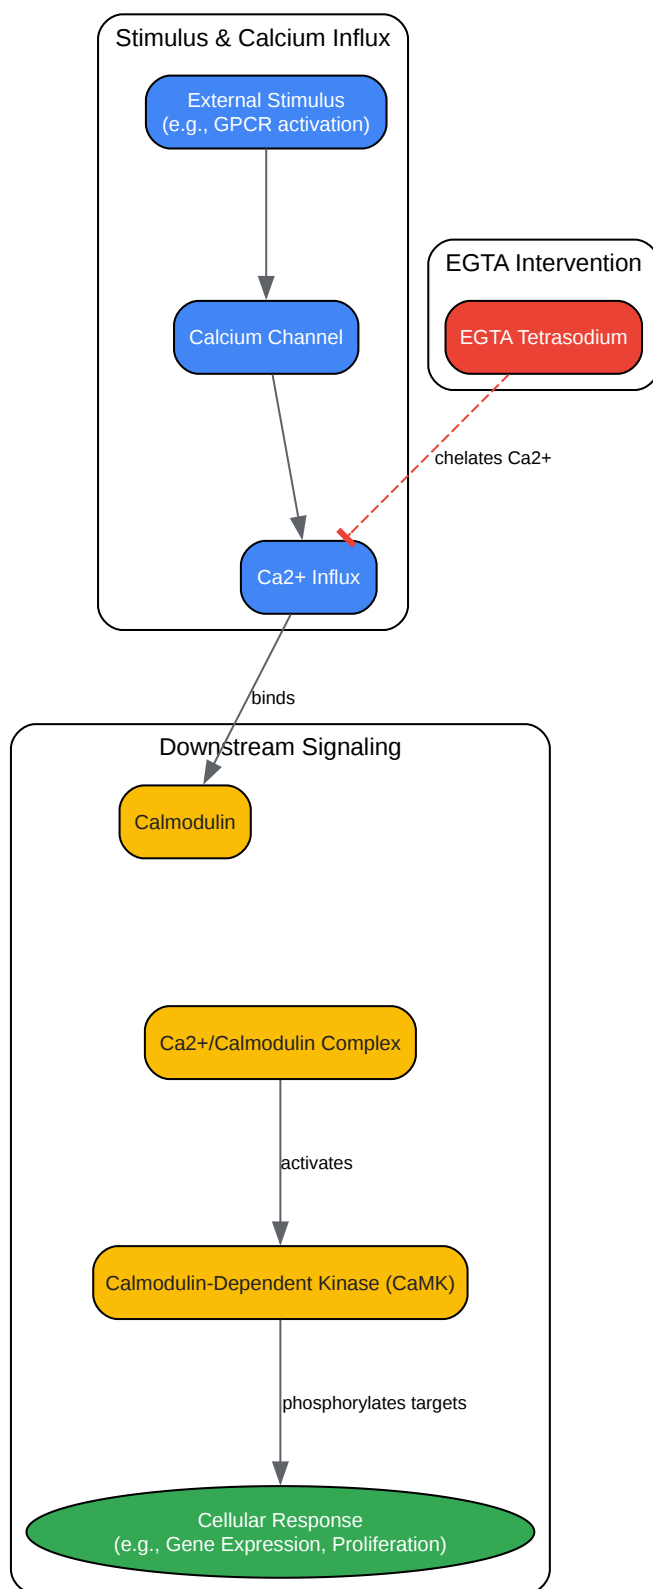 Stimulus & Calcium Influx
External Stimulus
(e.g., GPCR activation)
EGTA Intervention
Calcium Channel
EGTA Tetrasodium
chelates Ca2+
Ca2+ Influx
binds
Downstream Signaling
Calmodulin
Ca2+/Calmodulin Complex
activates
Calmodulin-Dependent Kinase (CaMK)
phosphorylates targets
Cellular Response
(e.g., Gene Expression, Proliferation)